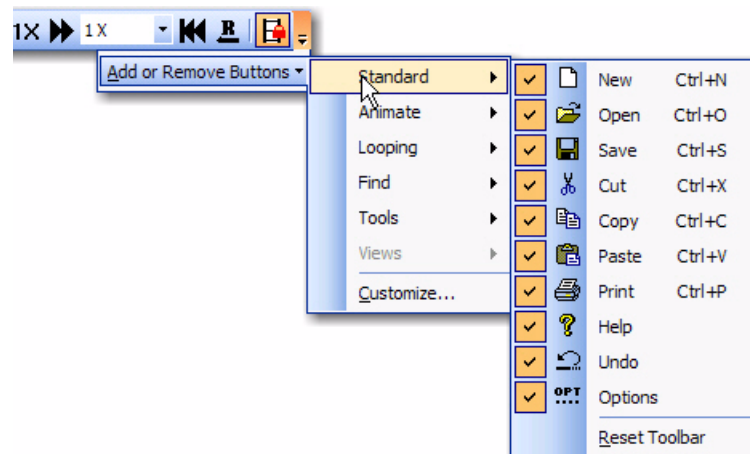 1X 1X R
Add or Remove Buttons
Standard
Animate
Looping
Find
Tools
Views
Customize...
New Ctrl+N
Open Ctrl+O
Save Ctrl+S
Cut Ctrl+X
Copy Ctrl+C
Paste Ctrl+V
Print Ctrl+P
Help
Undo
OPT Options
Reset Toolbar